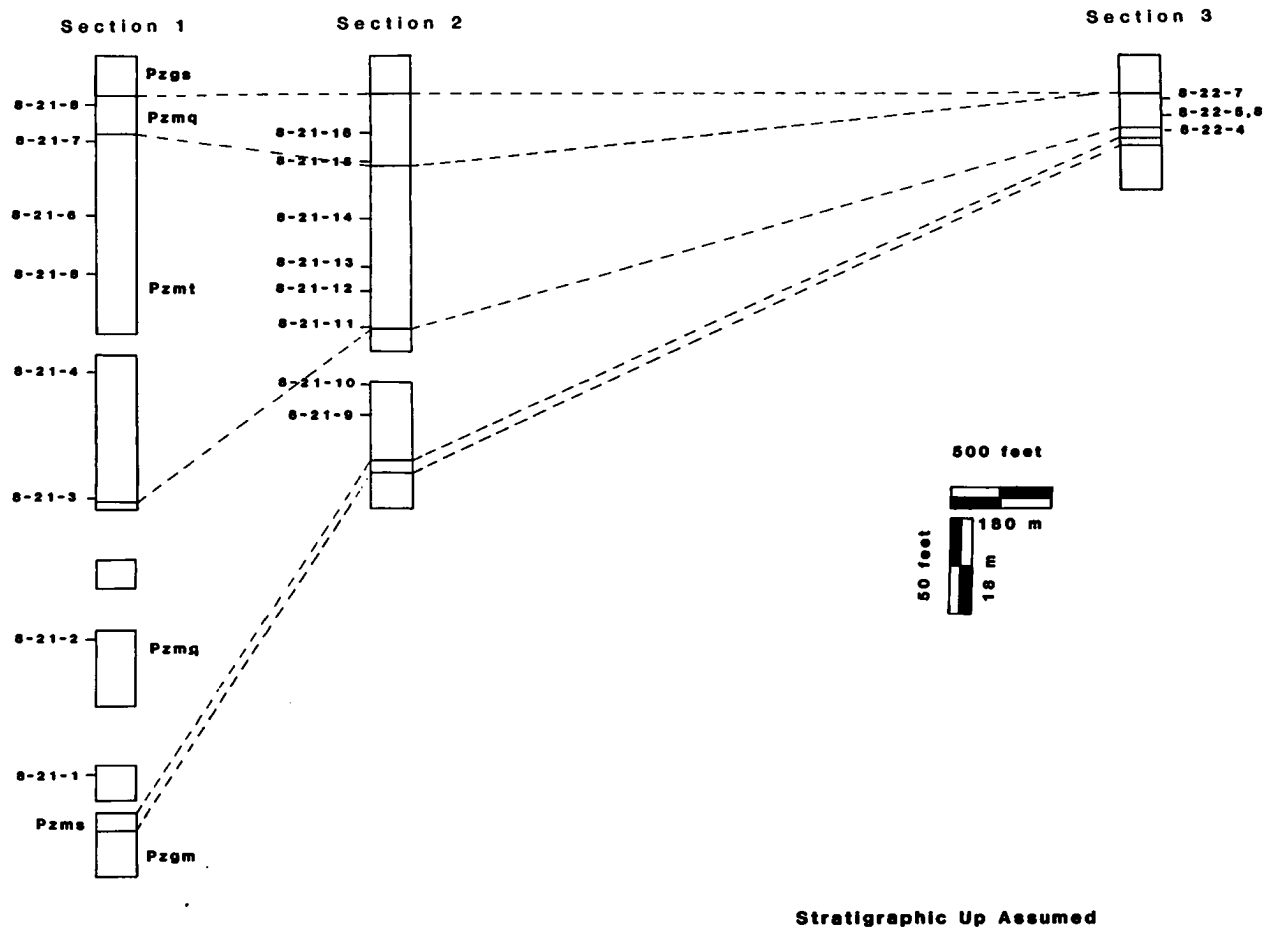 Section 1
Section 2
Section 3
Pzgs
8-21-8
Pzmq
8-21-7
8-21-6
8-21-5
Pzmt
8-21-4
8-21-3
8-21-2
Pzmq
8-21-1
Pzms
Pzgm
8-21-16
8-21-15
8-21-14
8-21-13
8-21-12
8-21-11
8-21-10
8-21-9
8-22-7
8-22-5,8
8-22-4
500 feet
180 m
50 feet
18 m
Stratigraphic Up Assumed